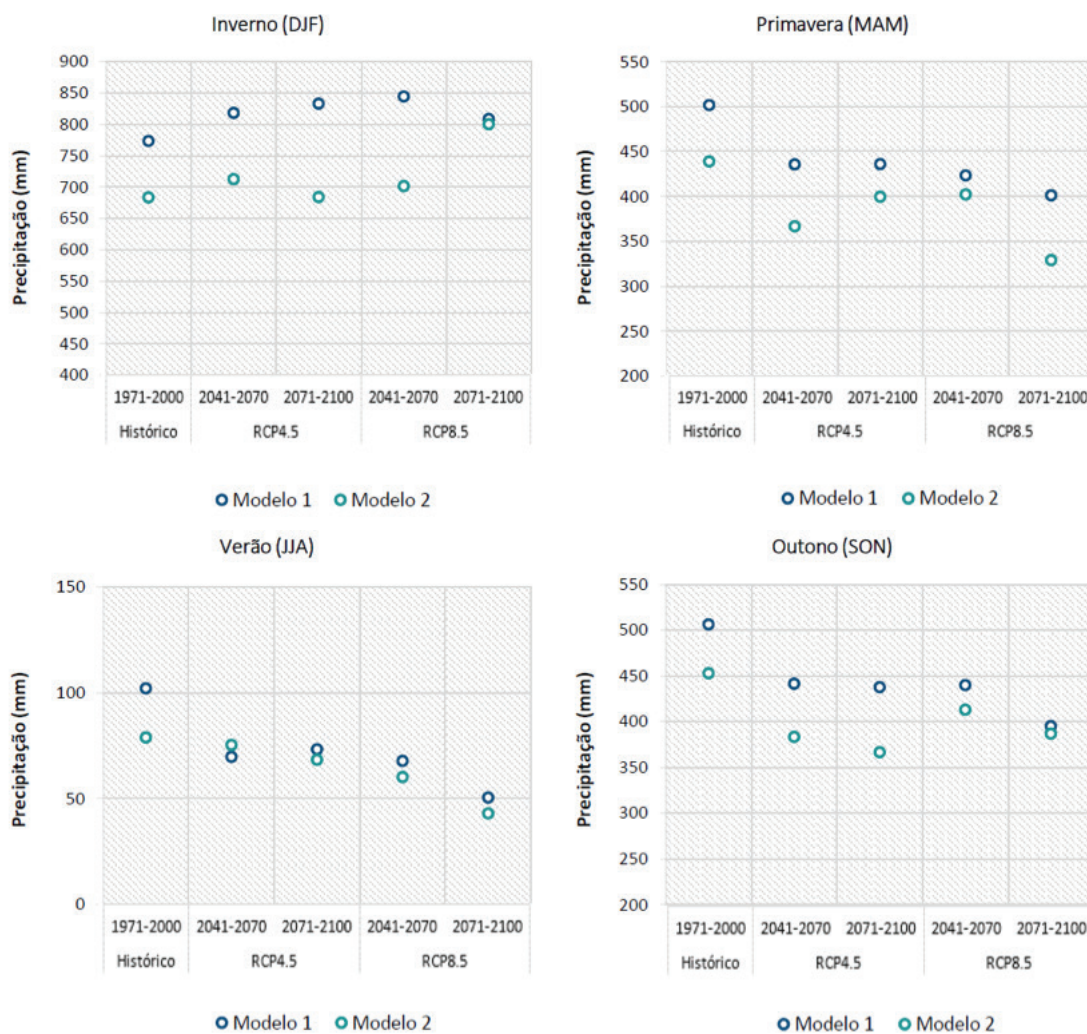 Inverno (DJF)
Precipitação (mm)
900
850
800
750
700
650
600
550
500
450
400
1971-2000 2041-2070 2071-2100 2041-2070 2071-2100
Histórico RCP4.5 RCP8.5
Modelo 1 Modelo 2
Primavera (MAM)
Precipitação (mm)
550
500
450
400
350
300
250
200
1971-2000 2041-2070 2071-2100 2041-2070 2071-2100
Histórico RCP4.5 RCP8.5
Modelo 1 Modelo 2
Verão (JJA)
Precipitação (mm)
150
100
50
0
1971-2000 2041-2070 2071-2100 2041-2070 2071-2100
Histórico RCP4.5 RCP8.5
Modelo 1 Modelo 2
Outono (SON)
Precipitação (mm)
550
500
450
400
350
300
250
200
1971-2000 2041-2070 2071-2100 2041-2070 2071-2100
Histórico RCP4.5 RCP8.5
Modelo 1 Modelo 2